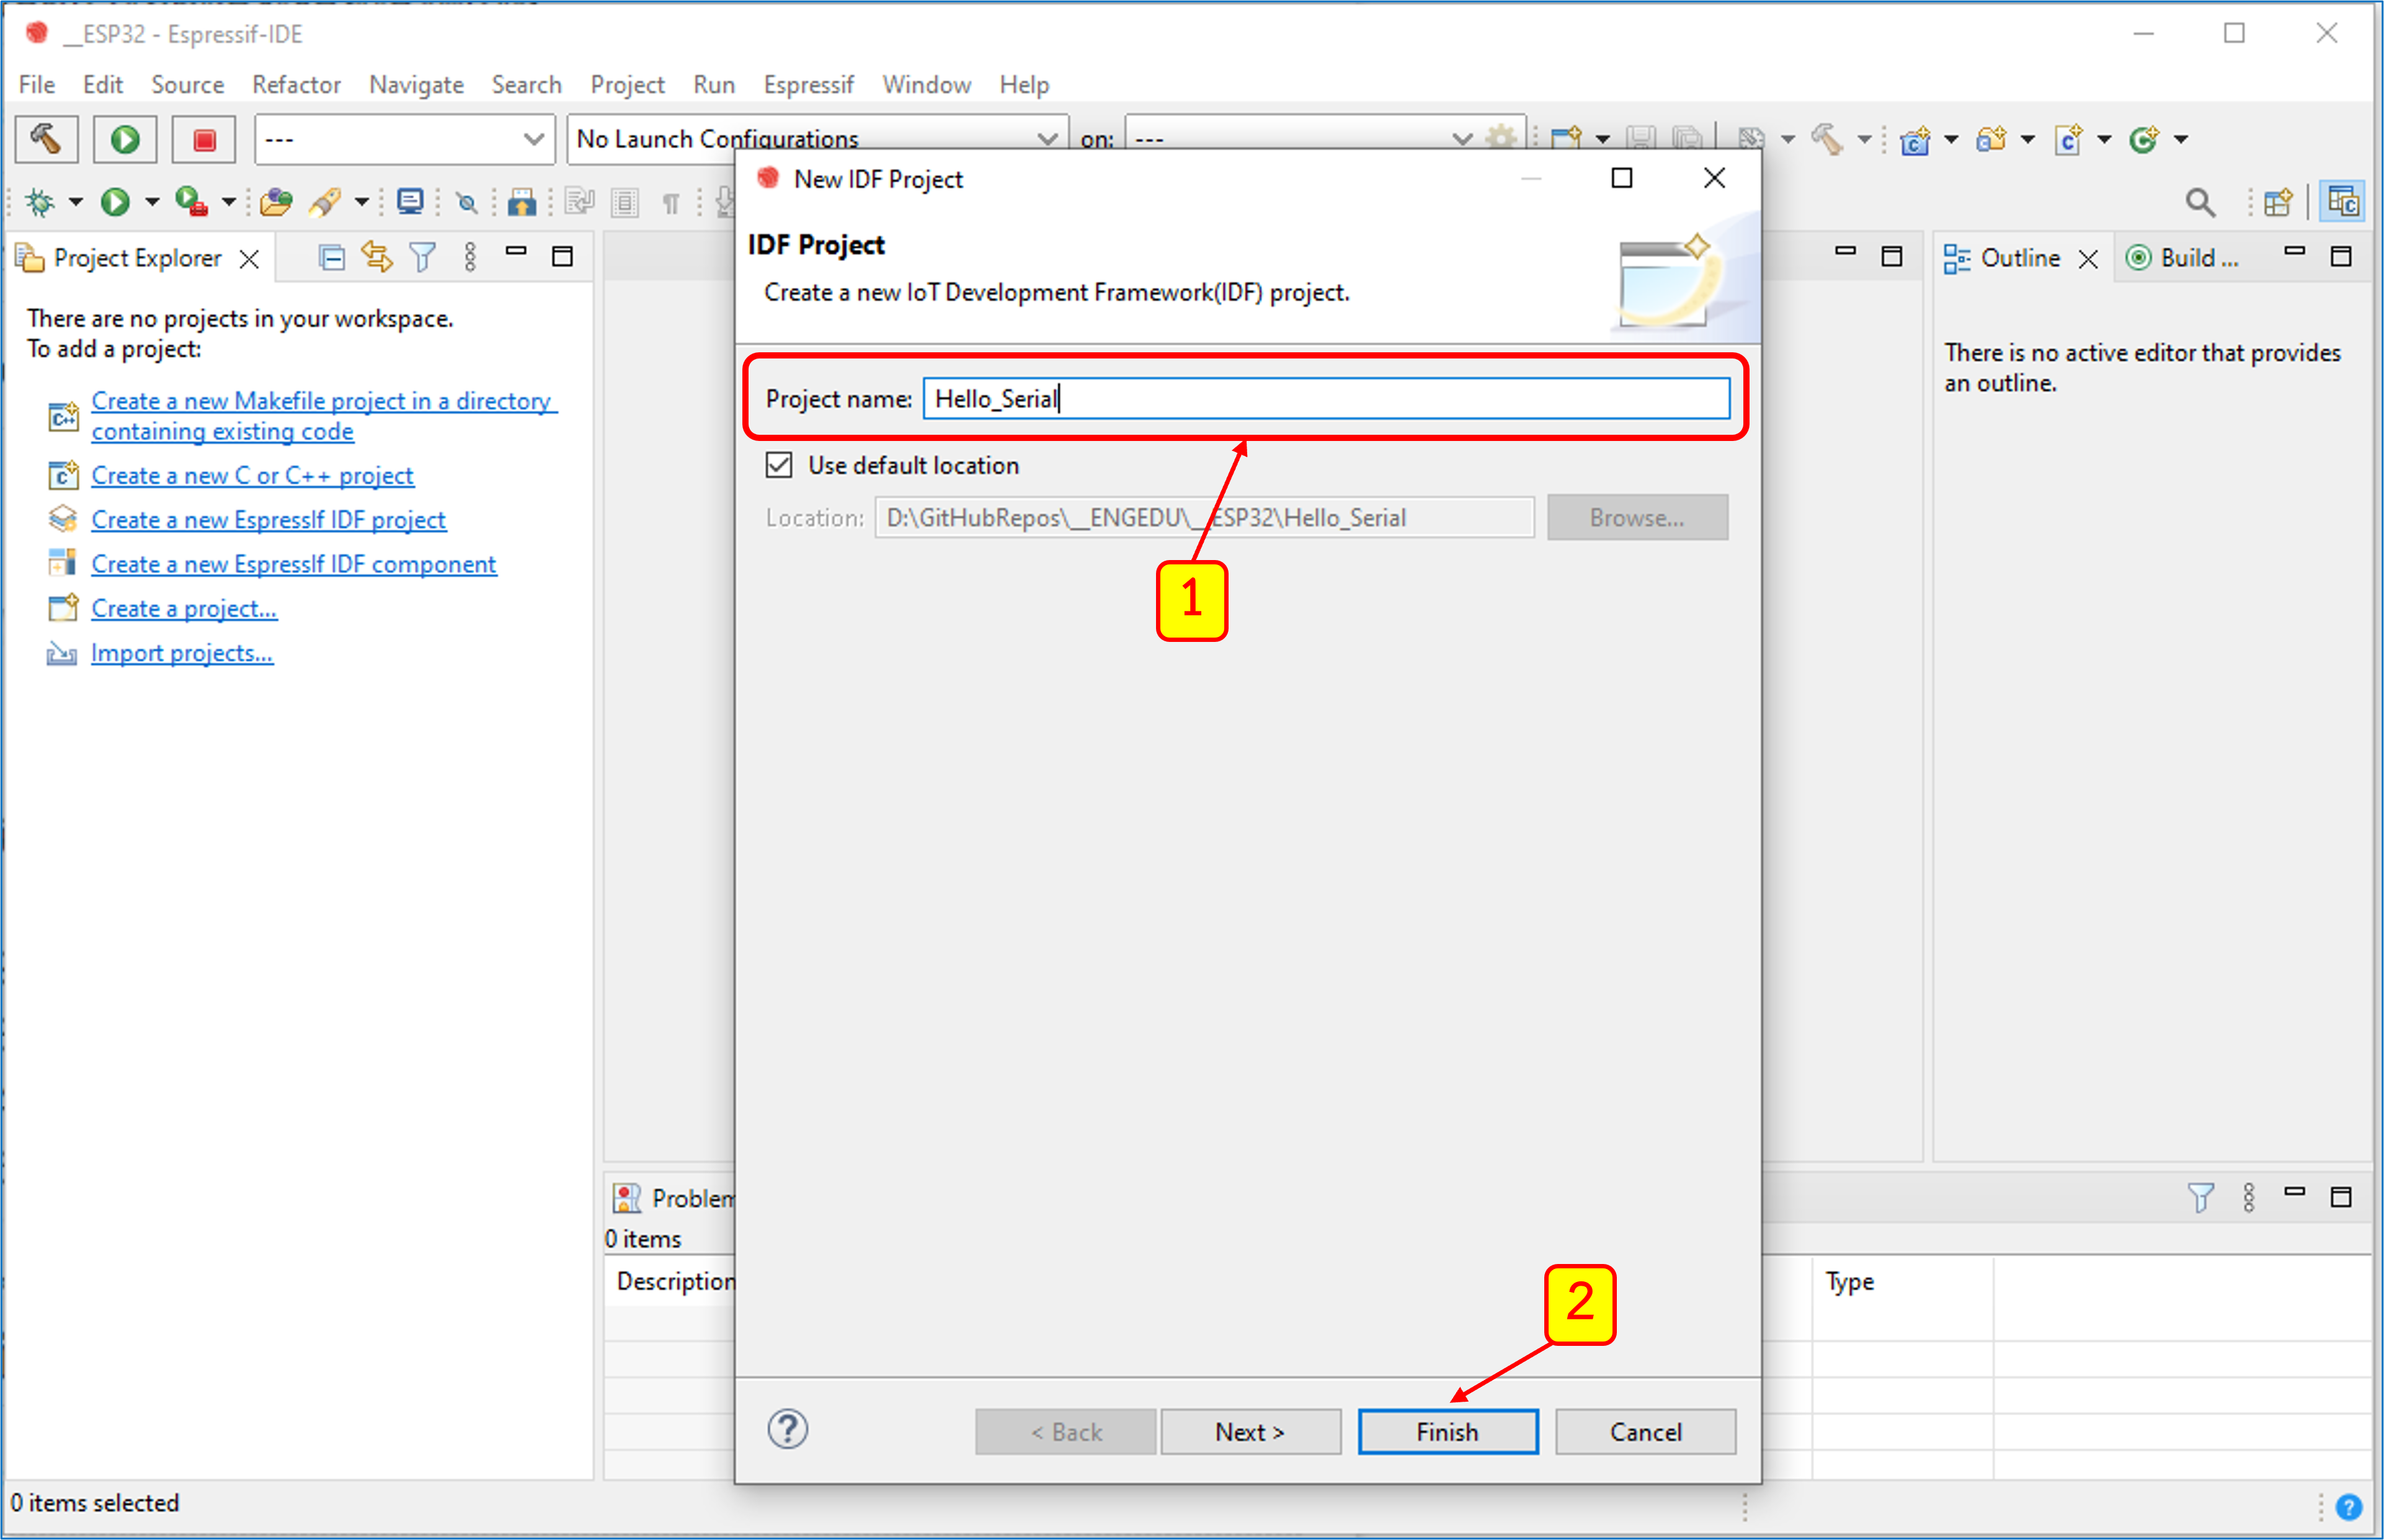 __ESP32 - Espressif-IDE
File Edit Source Refactor Navigate Search Project Run Espressif Window Help
--- No Launch Configurations on: ---
Project Explorer
There are no projects in your workspace.
To add a project:
Create a new Makefile project in a directory
containing existing code
Create a new C or C++ project
Create a new EspressIf IDF project
Create a new EspressIf IDF component
Create a project...
Import projects...
New IDF Project
IDF Project
Create a new IoT Development Framework(IDF) project.
Project name: Hello_Serial
Use default location
Location: D:\GitHubRepos\__ENGEDU\__ESP32\Hello_Serial Browse...
1
2
< Back Next > Finish Cancel
Outline Build ...
There is no active editor that provides
an outline.
Problem
0 items
Description Type
0 items selected